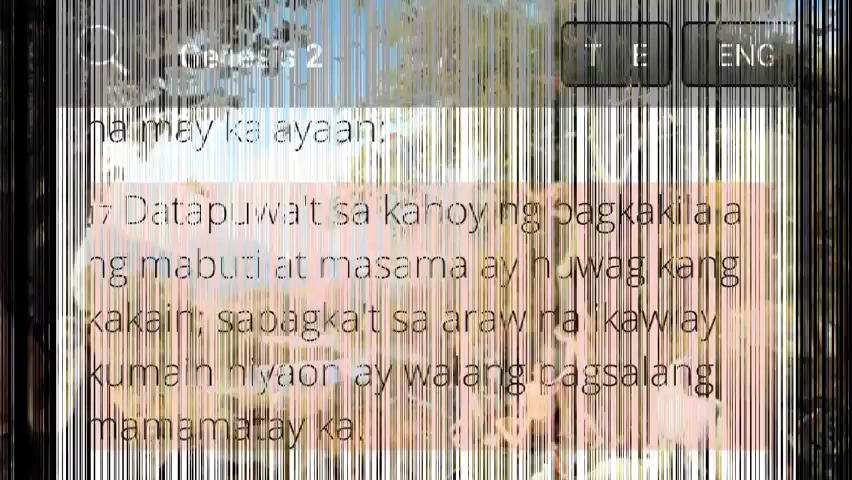 Genesis 2
ENG
na may kalayaan:
17 Datapuwa't sa kahoy ng pagkakilala
ng mabuti at masama ay huwag kang
kakain; sapagka't sa araw na ikaw ay
kumain niyaon ay walang pagsalang
mamamatay ka.